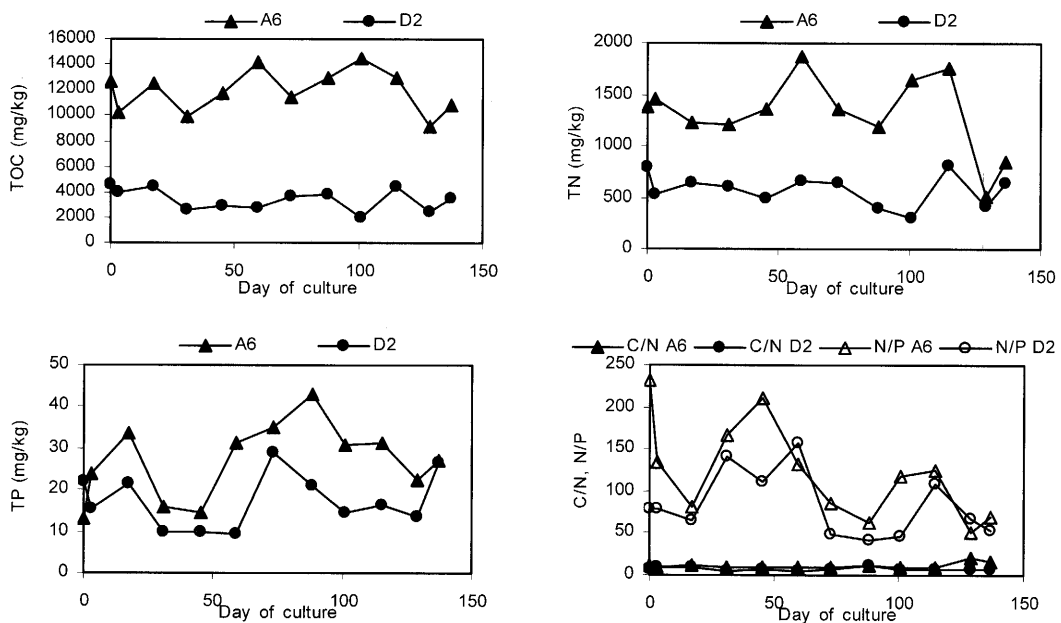 A6 D2
16000
14000
12000
10000
8000
6000
4000
2000
0
TOC (mg/kg)
0 50 100 150
Day of culture
A6 D2
2000
1500
1000
500
0
TN (mg/kg)
0 50 100 150
Day of culture
A6 D2
50
40
30
20
10
0
TP (mg/kg)
0 50 100 150
Day of culture
C/N A6 C/N D2 N/P A6 N/P D2
250
200
150
100
50
0
C/N, N/P
0 50 100 150
Day of culture